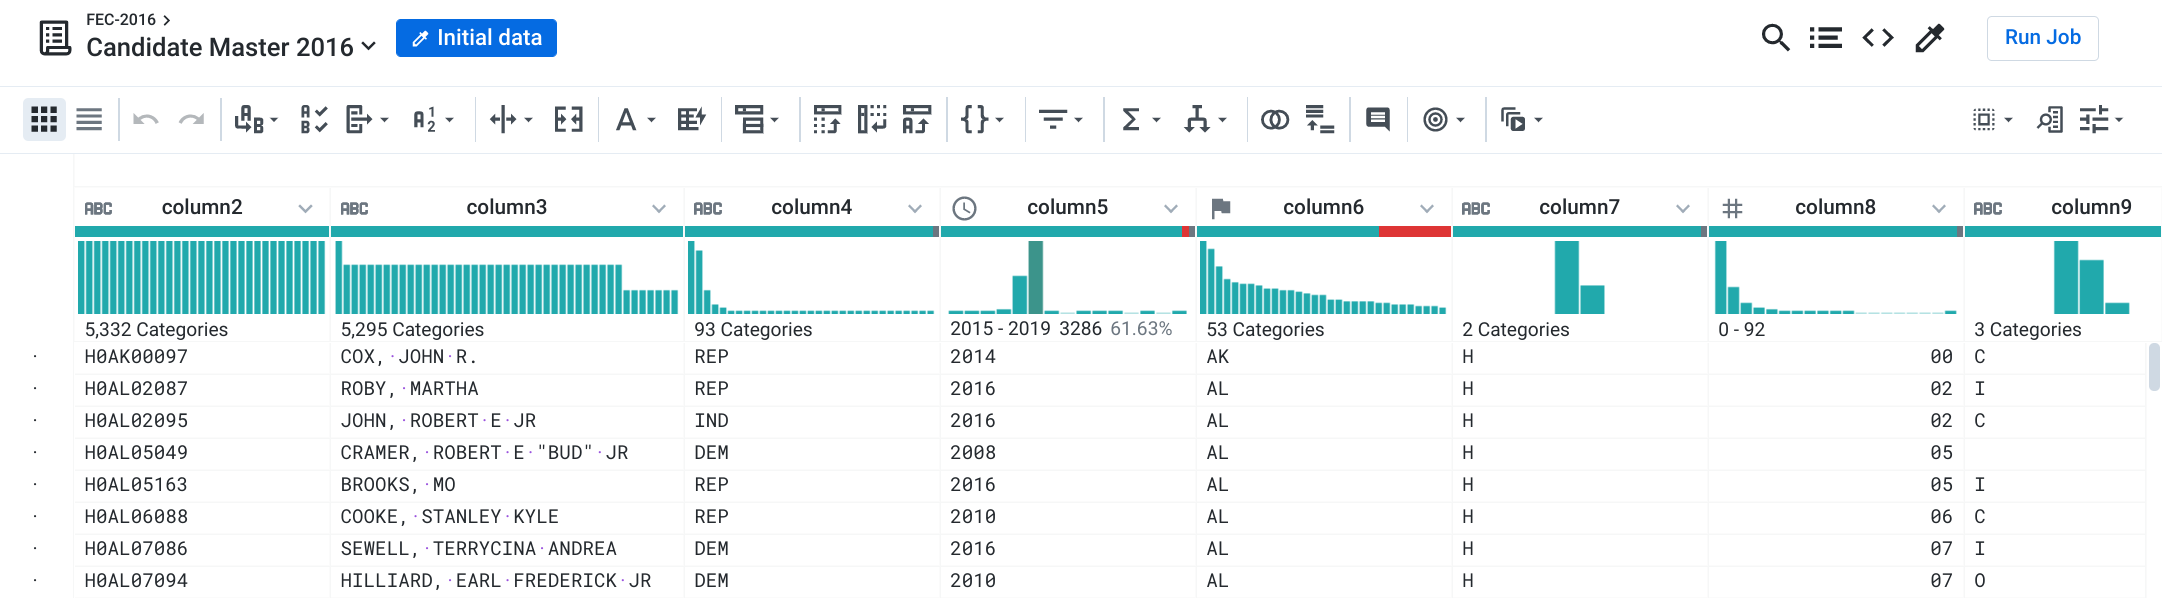 FEC-2016
Candidate Master 2016
Initial data
Run Job
ABC column2 ABC column3 ABC column4 column5 column6 ABC column7 # column8 ABC column9
5,332 Categories 5,295 Categories 93 Categories 2015 - 2019 3286 61.63% 53 Categories 2 Categories 0 - 92 3 Categories
H0AK00097 COX,·JOHN·R. REP 2014 AK H 00 C
H0AL02087 ROBY,·MARTHA REP 2016 AL H 02 I
H0AL02095 JOHN,·ROBERT·E·JR IND 2016 AL H 02 C
H0AL05049 CRAMER,·ROBERT·E·"BUD"·JR DEM 2008 AL H 05
H0AL05163 BROOKS,·MO REP 2016 AL H 05 I
H0AL06088 COOKE,·STANLEY·KYLE REP 2010 AL H 06 C
H0AL07086 SEWELL,·TERRYCINA·ANDREA DEM 2016 AL H 07 I
H0AL07094 HILLIARD,·EARL·FREDERICK·JR DEM 2010 AL H 07 O